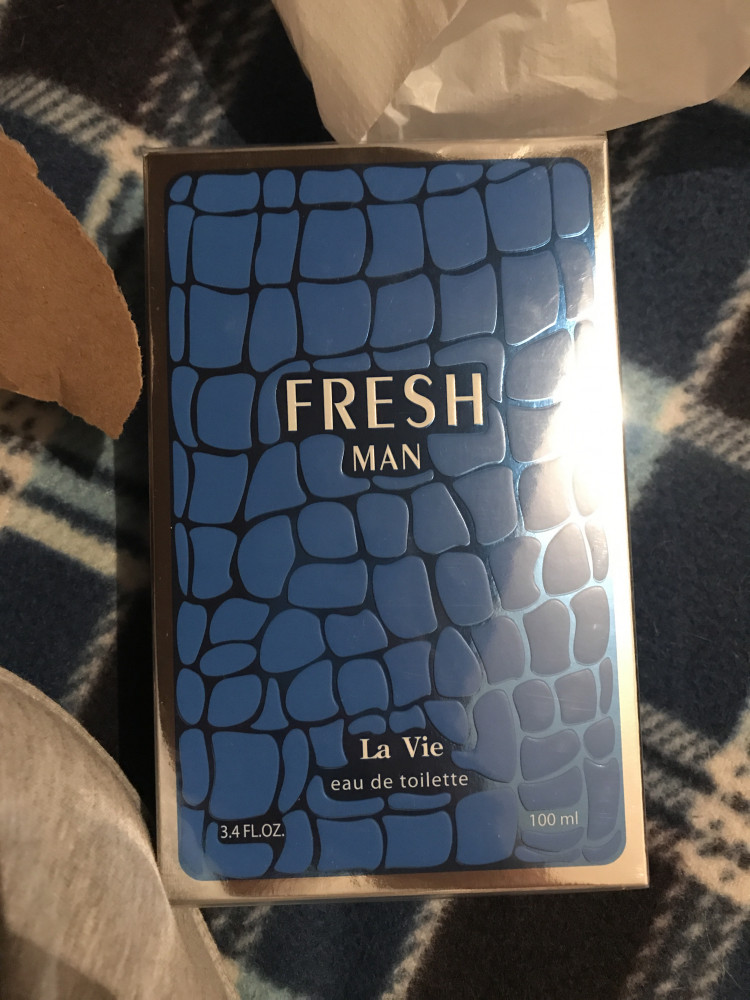 FRESH
MAN
La Vie
eau de toilette
3.4 FL.OZ.
100 ml